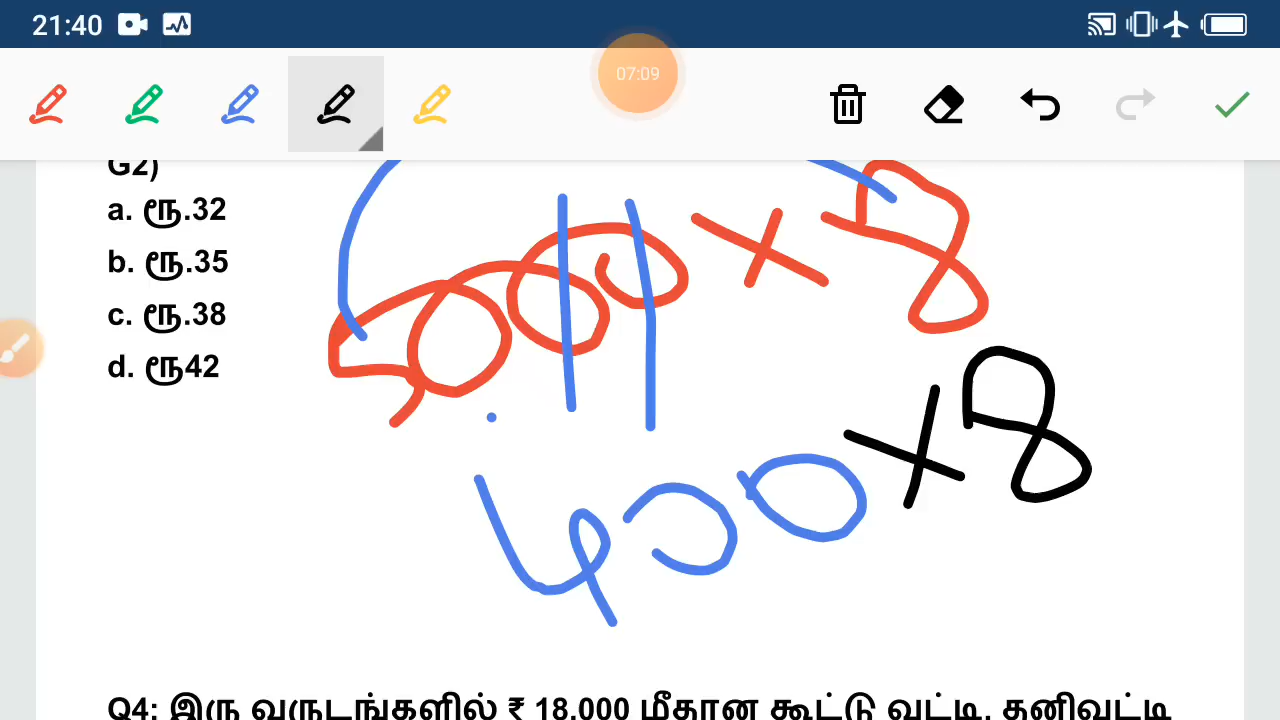 21:40
07:09
G2)
a. ரூ.32
b. ரூ.35
c. ரூ.38
d. ரூ42
5000 x 8
400 x 8
Q4: இரு வருடங்களில் ₹ 18,000 மீதான கூட்டு வட்டி, தனிவட்டி